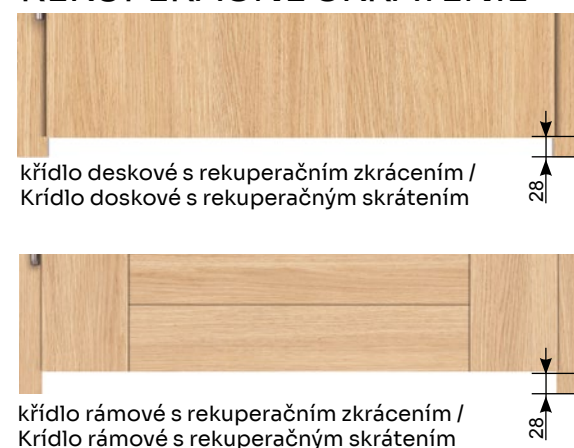 křídlo deskové s rekuperačním zkrácením /
Krídlo doskové s rekuperačným skrátením
28
křídlo rámové s rekuperačním zkrácením /
Krídlo rámové s rekuperačným skrátením
28